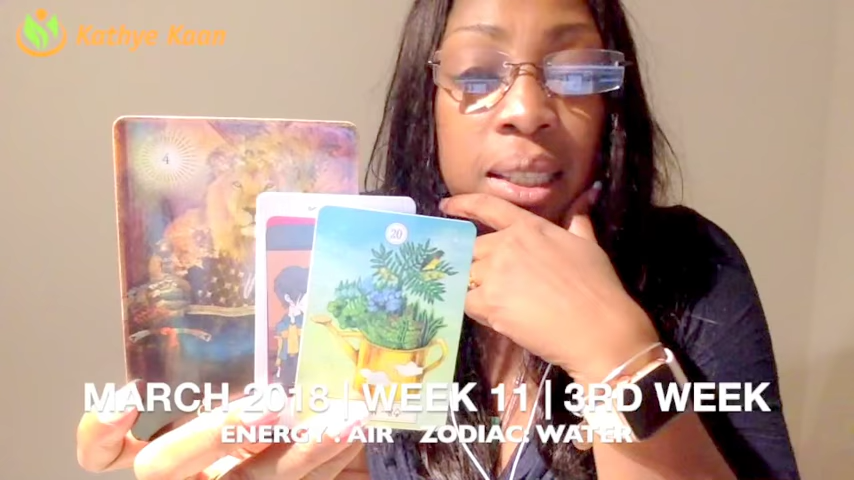 Kathye Kaan
4
20
MARCH 2018 | WEEK 11 | 3RD WEEK
ENERGY: AIR ZODIAC: WATER